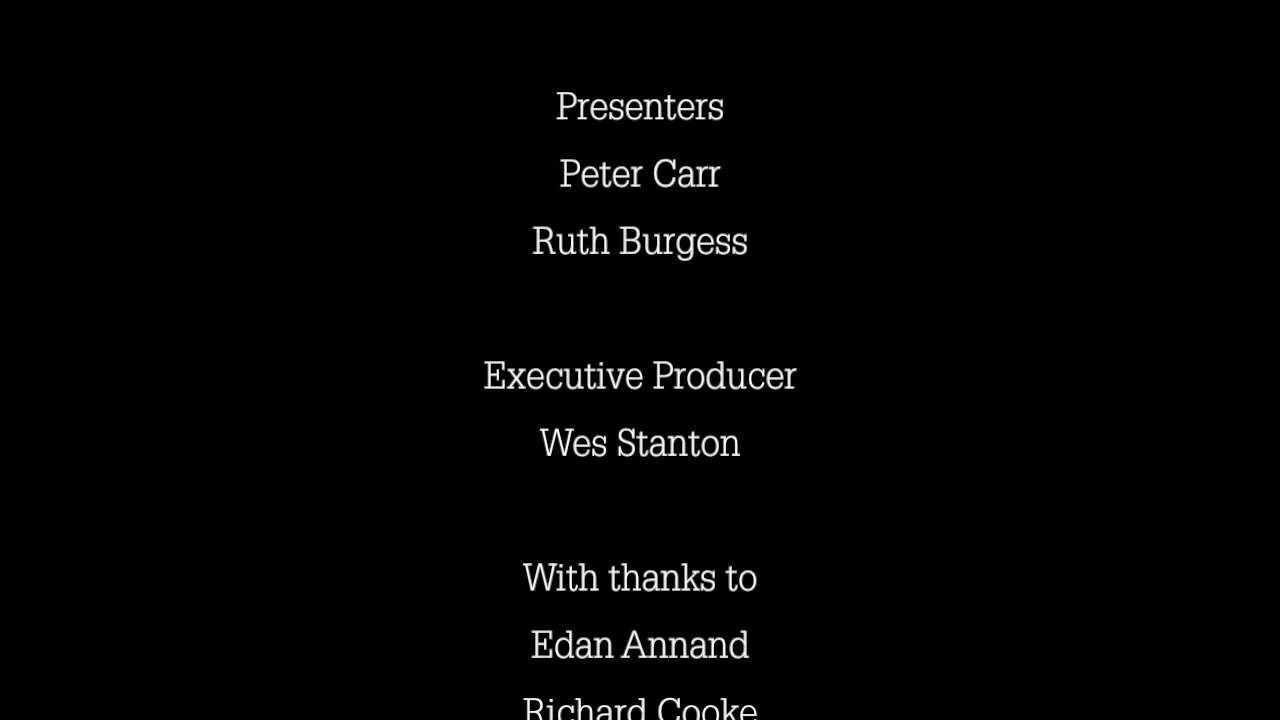 Presenters
Peter Carr
Ruth Burgess
Executive Producer
Wes Stanton
With thanks to
Edan Annand
Richard Cooke